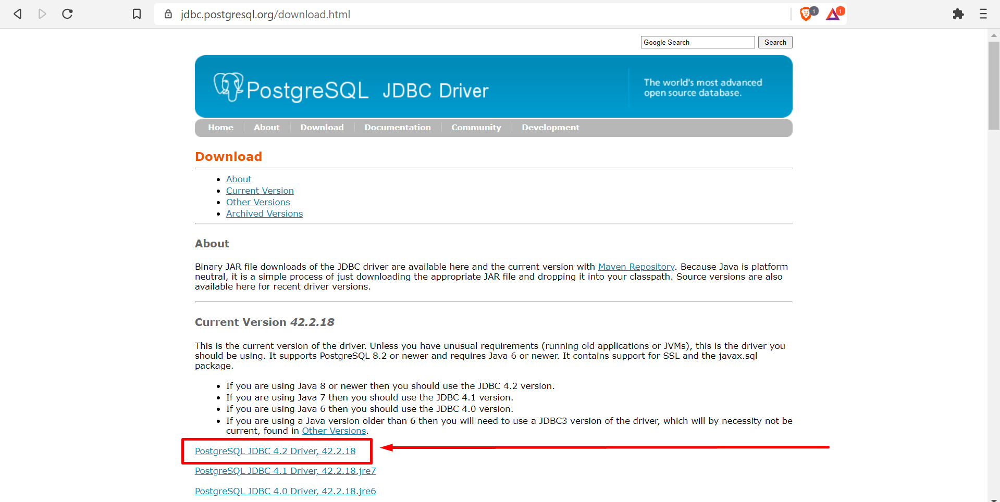 jdbc.postgresql.org/download.html
1
1
Google Search
Search
PostgreSQL JDBC Driver
The world's most advanced
open source database.
Home
About
Download
Documentation
Community
Development
Download
About
Current Version
Other Versions
Archived Versions
About
Binary JAR file downloads of the JDBC driver are available here and the current version with Maven Repository. Because Java is platform
neutral, it is a simple process of just downloading the appropriate JAR file and dropping it into your classpath. Source versions are also
available here for recent driver versions.
Current Version 42.2.18
This is the current version of the driver. Unless you have unusual requirements (running old applications or JVMs), this is the driver you
should be using. It supports PostgreSQL 8.2 or newer and requires Java 6 or newer. It contains support for SSL and the javax.sql
package.
If you are using Java 8 or newer then you should use the JDBC 4.2 version.
If you are using Java 7 then you should use the JDBC 4.1 version.
If you are using Java 6 then you should use the JDBC 4.0 version.
If you are using a Java version older than 6 then you will need to use a JDBC3 version of the driver, which will by necessity not be
current, found in Other Versions.
PostgreSQL JDBC 4.2 Driver, 42.2.18
PostgreSQL JDBC 4.1 Driver, 42.2.18.jre7
PostgreSQL JDBC 4.0 Driver, 42.2.18.jre6